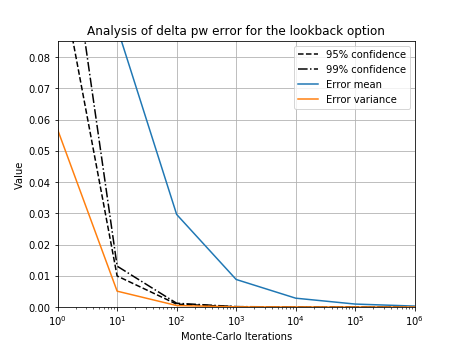 Analysis of delta pw error for the lookback option
95% confidence
99% confidence
Error mean
Error variance
Value
0.08
0.07
0.06
0.05
0.04
0.03
0.02
0.01
0.00
10⁰ 10¹ 10² 10³ 10⁴ 10⁵ 10⁶
Monte-Carlo Iterations